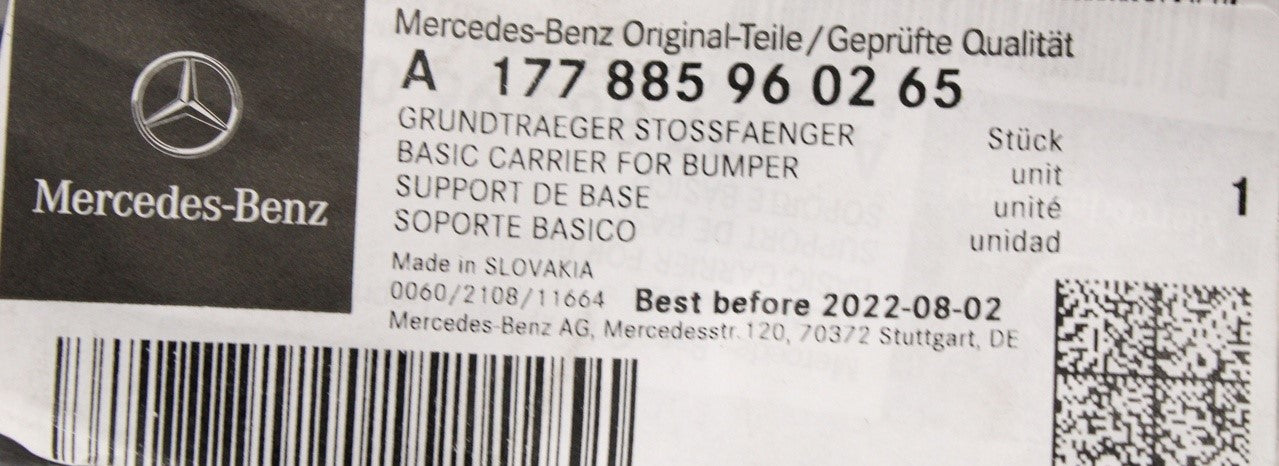 Mercedes-Benz Original-Teile/Geprüfte Qualität
A 177 885 96 02 65
GRUNDTRAEGER STOSSFAENGER Stück
BASIC CARRIER FOR BUMPER unit
SUPPORT DE BASE unité
SOPORTE BASICO unidad
1
Made in SLOVAKIA
0060/2108/11664 Best before 2022-08-02
Mercedes-Benz AG, Mercedesstr. 120, 70372 Stuttgart, DE
Mercedes-Benz